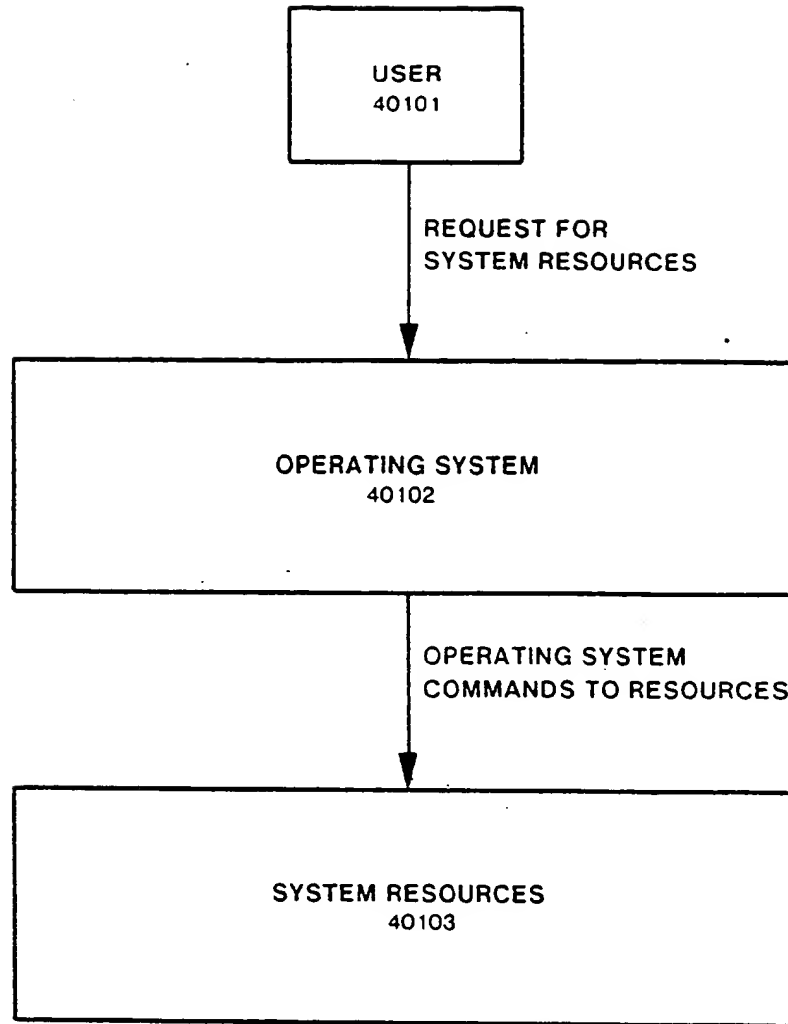 USER
40101
REQUEST FOR
SYSTEM RESOURCES
OPERATING SYSTEM
40102
OPERATING SYSTEM
COMMANDS TO RESOURCES
SYSTEM RESOURCES
40103